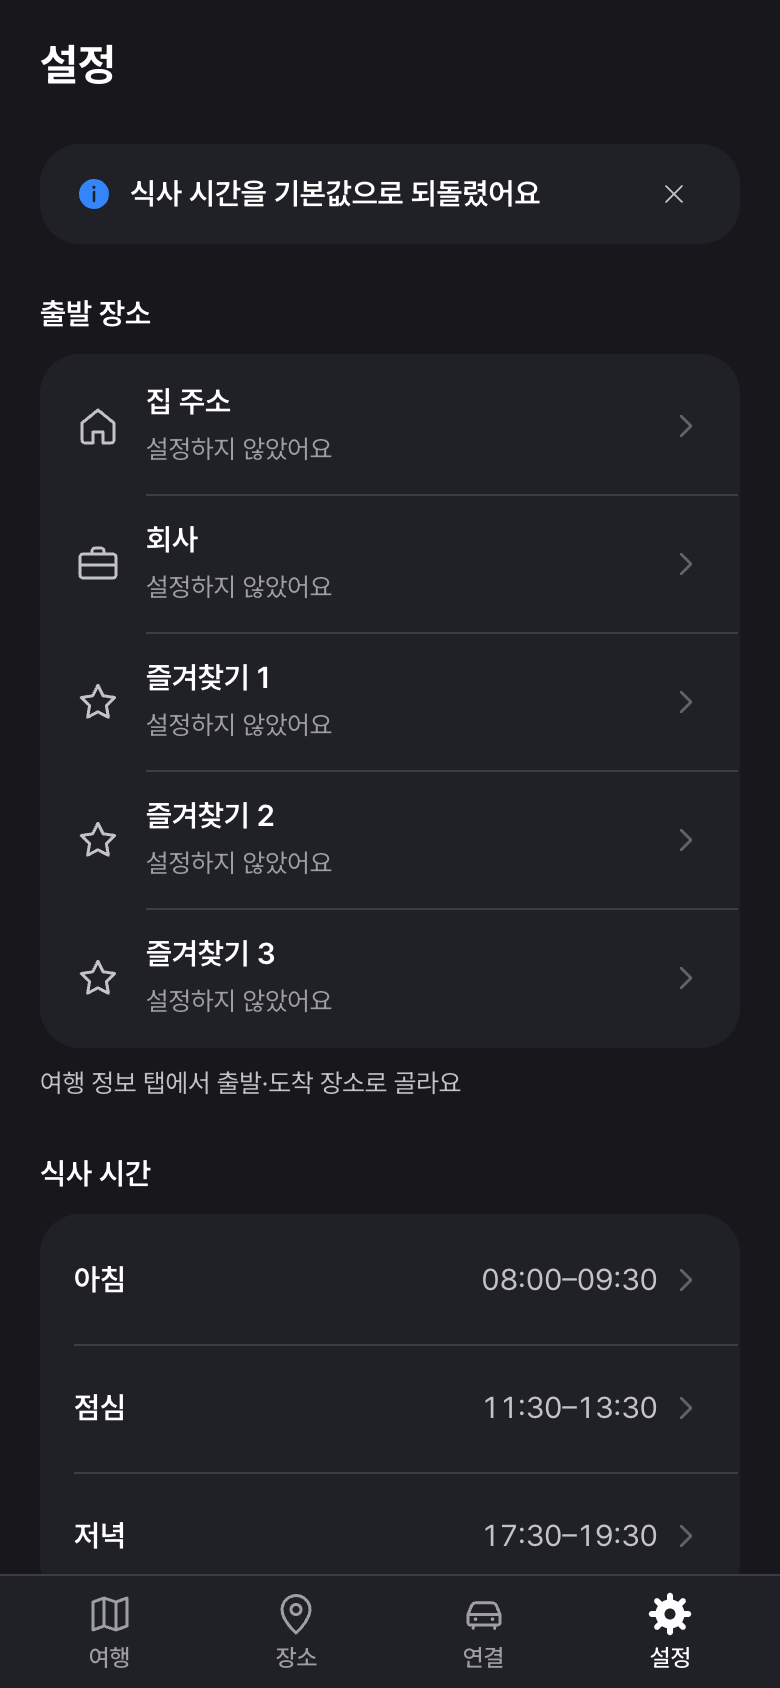 설정
식사 시간을 기본값으로 되돌렸어요
출발 장소
집 주소
설정하지 않았어요
회사
설정하지 않았어요
즐겨찾기 1
설정하지 않았어요
즐겨찾기 2
설정하지 않았어요
즐겨찾기 3
설정하지 않았어요
여행 정보 탭에서 출발·도착 장소로 골라요
식사 시간
아침 08:00–09:30
점심 11:30–13:30
저녁 17:30–19:30
여행 장소 연결 설정